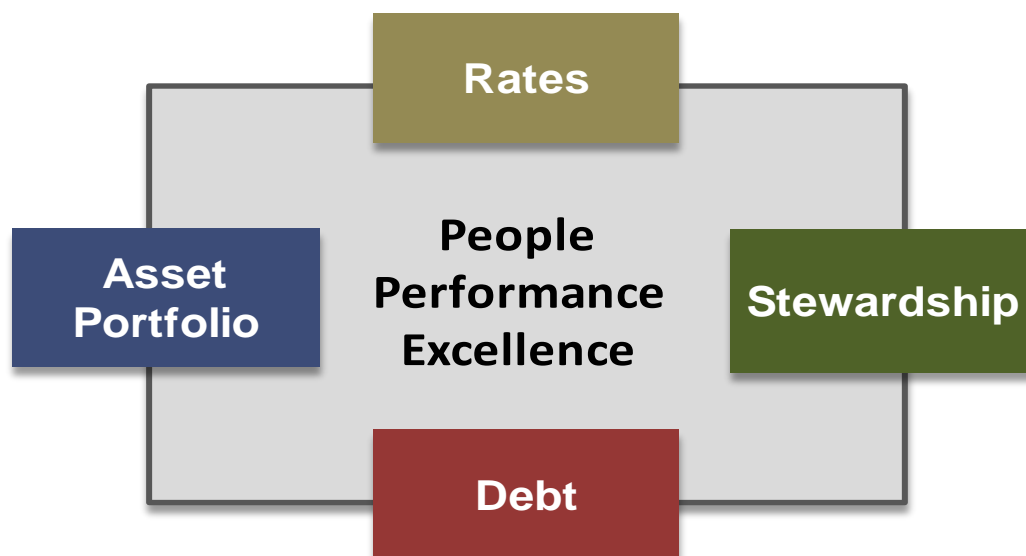 Rates
People
Performance
Excellence
Asset
Portfolio
Stewardship
Debt